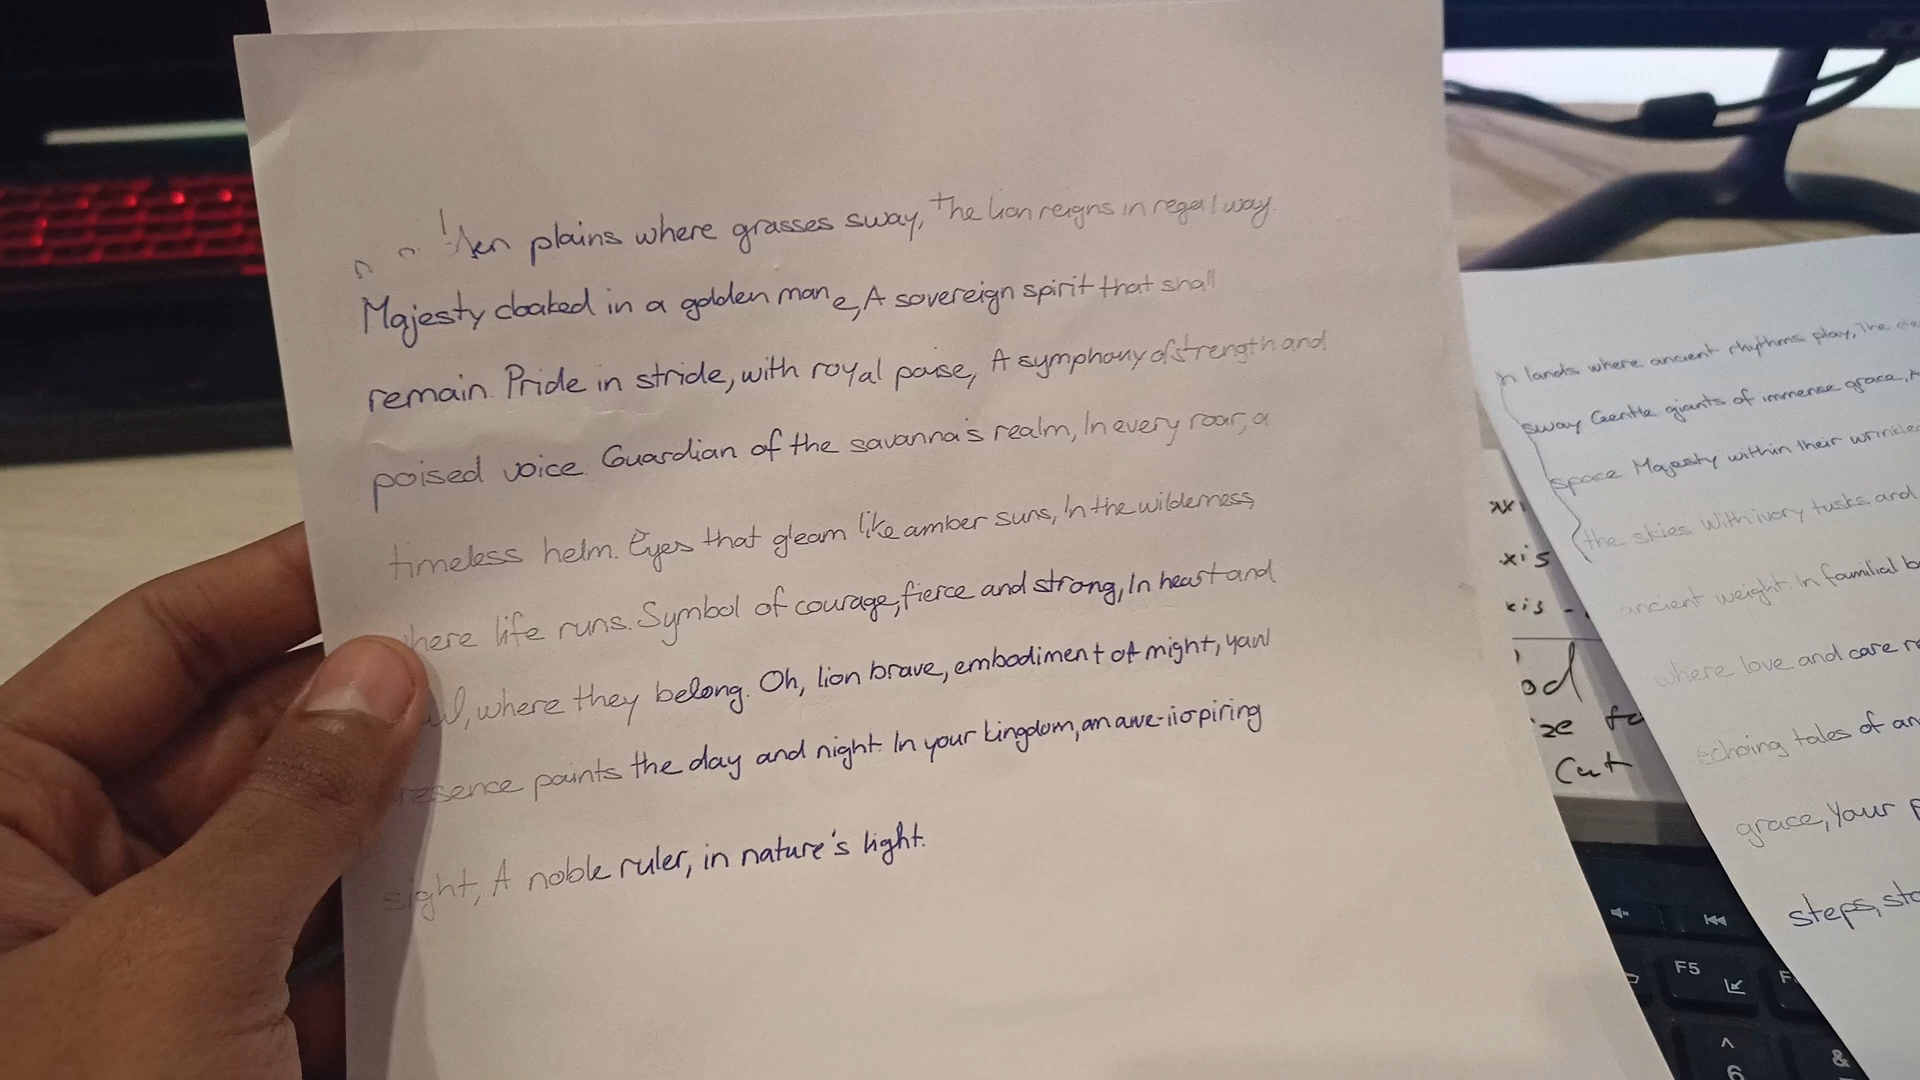 plains where grasses sway, the lion reigns in regal way.
Majesty cloaked in a golden mane, A sovereign spirit that shall
remain. Pride in stride, with royal poise, A symphony of strength and
poised voice. Guardian of the savanna's realm, In every roar, a
timeless helm. Eyes that gleam like amber suns, In the wilderness,
life runs. Symbol of courage, fierce and strong, In heart and
where they belong. Oh, lion brave, embodiment of might,
paints the day and night. In your kingdom, an awe-iiospiring
sight, A noble ruler, in nature's light.
In lands where ancient rhythms play, The
sway Gentle giants of immense grace,
space Majesty within their
the skies With ivory tusks and
ancient weight. In familial
where love and care
Echoing tales of
grace, Your
steps,
xis
xis -
Cut
F5
^
6
&